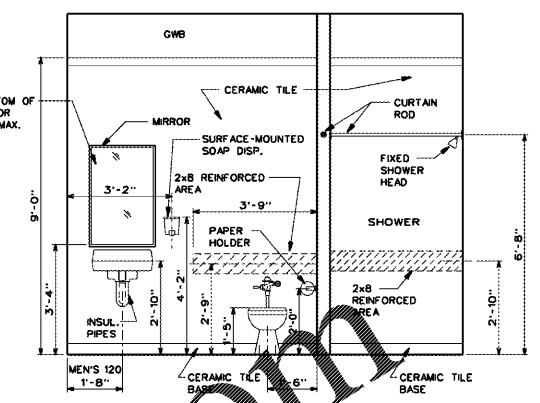 GWB
CERAMIC TILE
CURTAIN
ROD
TOM OF
OR
MAX.
MIRROR
SURFACE-MOUNTED
SOAP DISP.
FIXED
SHOWER
HEAD
2x8 REINFORCED
AREA
3'-2"
3'-9"
9'-0"
PAPER
HOLDER
SHOWER
6'-8"
3'-4"
2'-10"
4'-2"
2'-9"
1'-5"
2'-0"
2x8
REINFORCED
AREA
2'-10"
INSUL.
PIPES
MEN'S 120
1'-8"
CERAMIC TILE
BASE
1'-6"
CERAMIC TILE
BASE
om